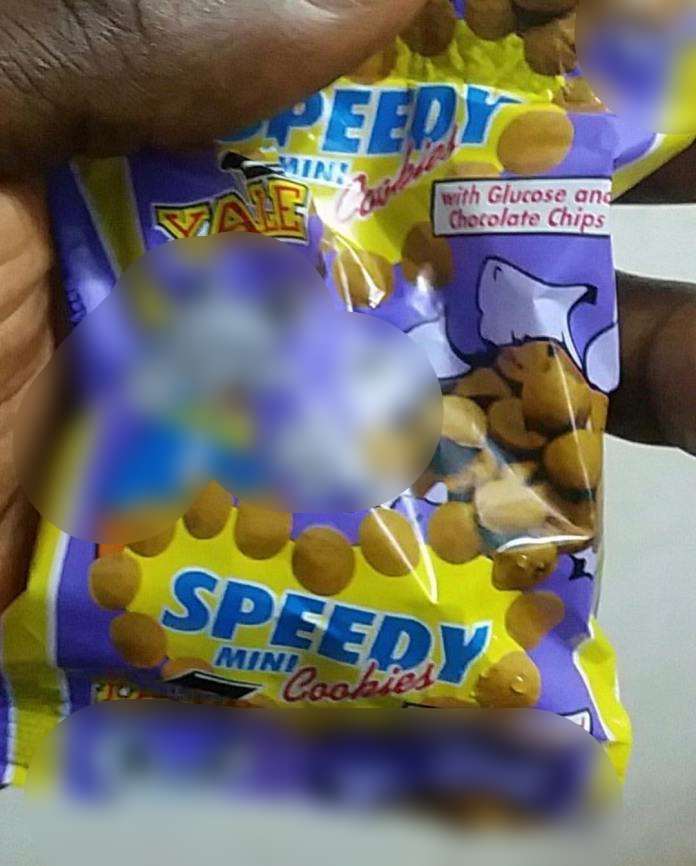 SPEEDY
MINI
Cookies
YALE
with Glucose and
Chocolate Chips
SPEEDY
MINI
Cookies